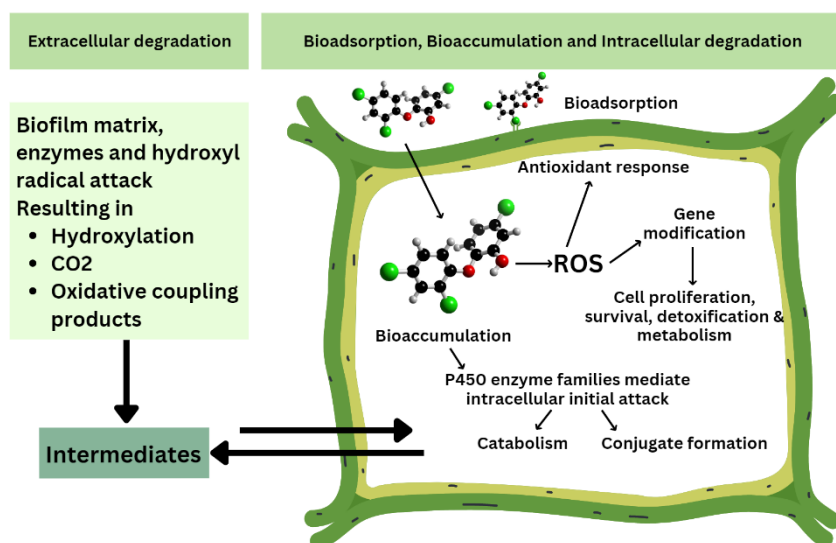 Extracellular degradation
Bioadsorption, Bioaccumulation and Intracellular degradation
Biofilm matrix,
enzymes and hydroxyl
radical attack
Resulting in
• Hydroxylation
• CO2
• Oxidative coupling
products
Intermediates
Bioadsorption
Antioxidant response
ROS
Gene
modification
Cell proliferation,
survival, detoxification &
metabolism
Bioaccumulation
P450 enzyme families mediate
intracellular initial attack
Catabolism
Conjugate formation